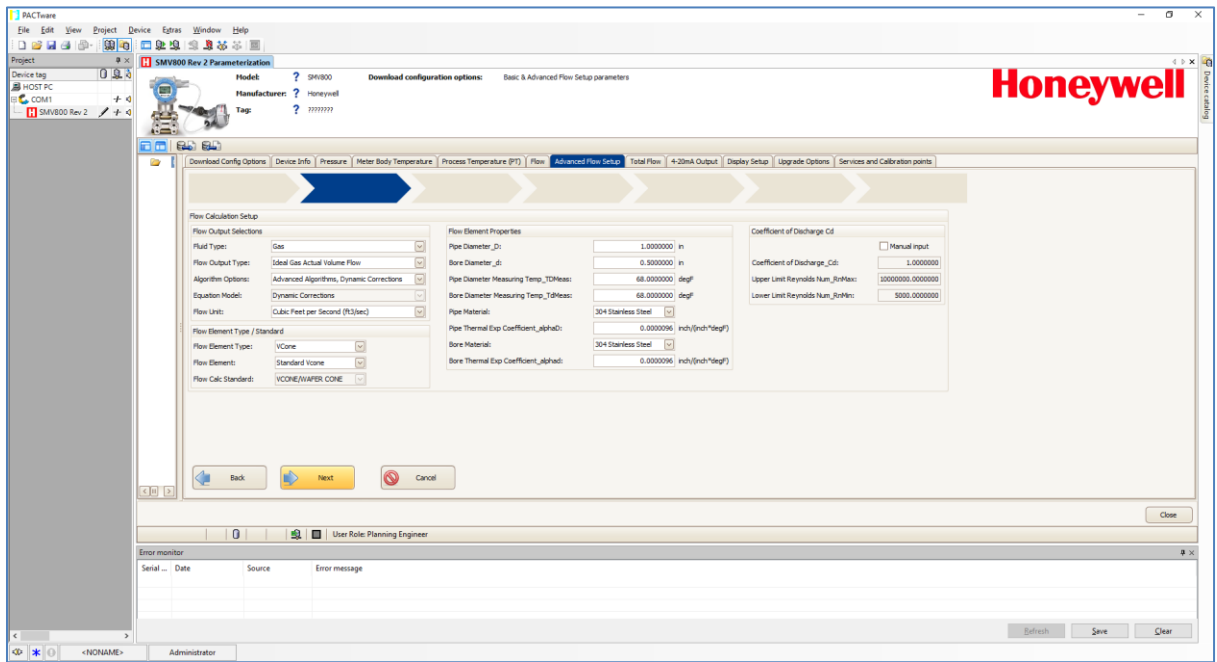 PACTware
File Edit View Project Device Extras Window Help
Project
SMV800 Rev 2 Parameterization
Device tag
HOST PC
COM1
SMV800 Rev 2
Model: ? SMV800 Download configuration options: Basic & Advanced Flow Setup parameters
Manufacturer: ? Honeywell
Tag: ? ????????
Honeywell
Device catalog
Download Config Options Device Info Pressure Meter Body Temperature Process Temperature (PT) Flow Advanced Flow Setup Total Flow 4-20mA Output Display Setup Upgrade Options Services and Calibration points
Flow Calculation Setup
Flow Output Selections
Fluid Type: Gas
Flow Output Type: Ideal Gas Actual Volume Flow
Algorithm Options: Advanced Algorithms, Dynamic Corrections
Equation Model: Dynamic Corrections
Flow Unit: Cubic Feet per Second (ft3/sec)
Flow Element Type / Standard
Flow Element Type: VCone
Flow Element: Standard Vcone
Flow Calc Standard: VCONE/WAFER CONE
Flow Element Properties
Pipe Diameter_D: 1.0000000 in
Bore Diameter_d: 0.5000000 in
Pipe Diameter Measuring Temp_TDMeas: 68.0000000 degF
Bore Diameter Measuring Temp_TdMeas: 68.0000000 degF
Pipe Material: 304 Stainless Steel
Pipe Thermal Exp Coefficient_alphaD: 0.0000096 inch/(inch*degF)
Bore Material: 304 Stainless Steel
Bore Thermal Exp Coefficient_alphad: 0.0000096 inch/(inch*degF)
Coefficient of Discharge Cd
Manual input
Coefficient of Discharge_Cd: 1.0000000
Upper Limit Reynolds Num_RnMax: 10000000.0000000
Lower Limit Reynolds Num_RnMin: 5000.0000000
Back Next Cancel
Close
User Role: Planning Engineer
Error monitor
Serial ... Date Source Error message
Refresh Save Clear
<NONAME> Administrator